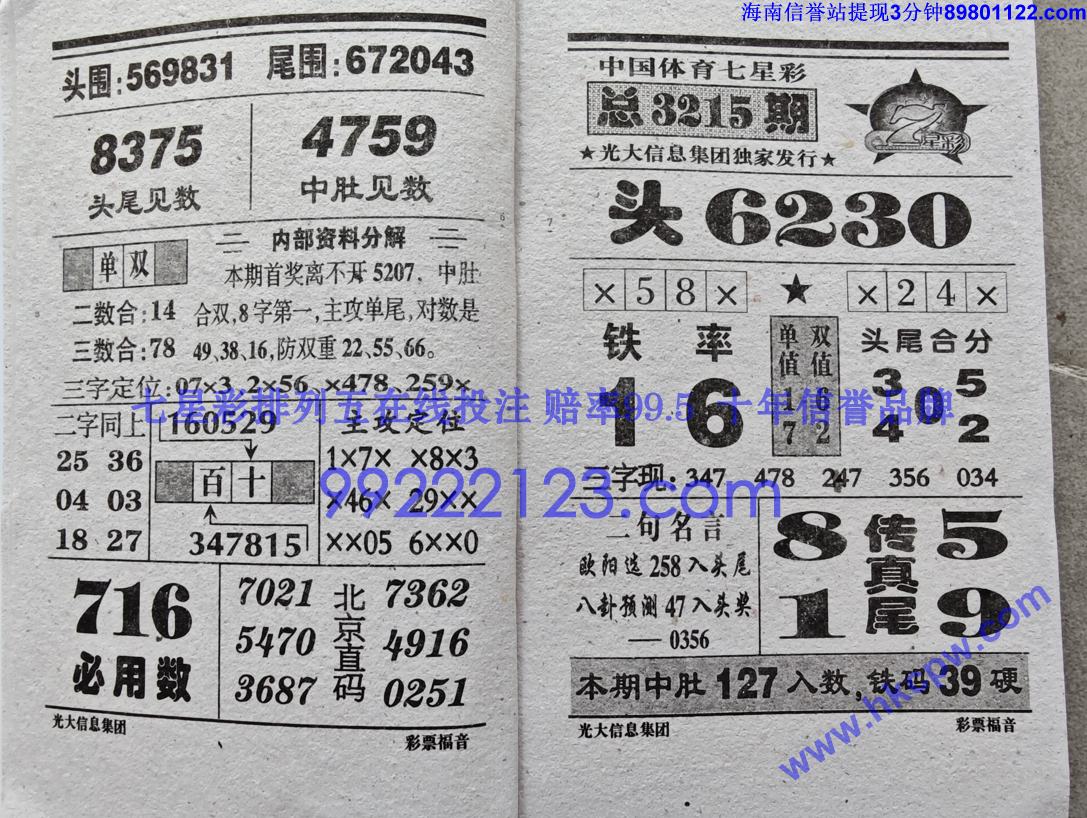 海南信誉站提现3分钟89801122.com
头围:569831 尾围:672043
8375
头尾见数
4759
中肚见数
单双
内部资料分解
本期首奖离不开5207，中肚
二数合:14 合双,8字第一,主攻单尾,对数是
三数合:78 49、38、16,防双重22、55、66。
三字定位:07×3、2×56、×478、259×
二字同上
25 36
04 03
18 27
160529
百十
347815
主攻定位
1×7× ×8×3
×46× 29××
××05 6××0
716
必用数
北京直码
7021 7362
5470 4916
3687 0251
光大信息集团
彩票福音
中国体育七星彩
总3215期
★光大信息集团独家发行★
7星彩
头6230
×58× ★ ×24×
铁率
16
单值 双值
1 6
7 2
头尾合分
3 5
0
4 2
三字现: 347 478 247 356 034
二句名言
欧阳选258入头尾
八卦预测47入头奖
——0356
传真尾
8 5
1 9
本期中肚127入数,铁码39硬
光大信息集团
彩票福音
七星彩排列五在线投注 赔率99.5 十年信誉品牌
99222123.com
www.hkcpw.com